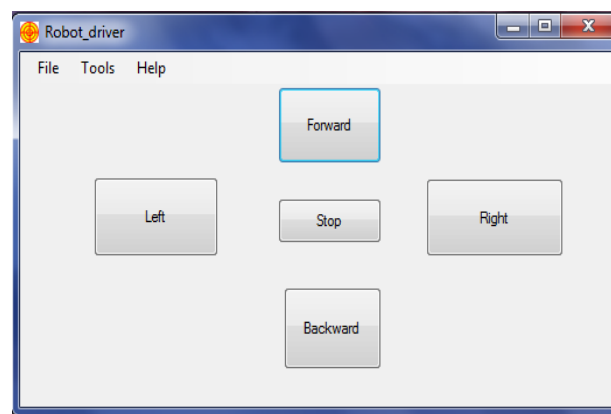 Robot_driver
File Tools Help
Forward
Left Stop Right
Backward